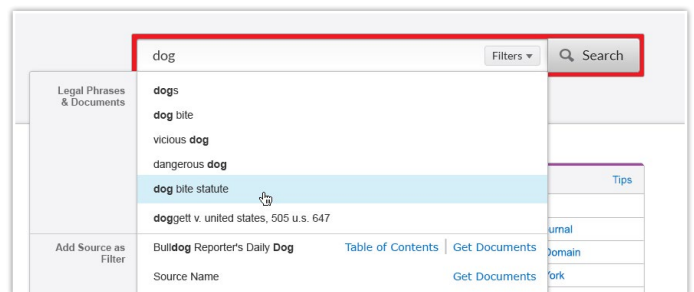 dog Filters ▾ Search
Legal Phrases dogs
& Documents
dog bite
vicious dog
dangerous dog
dog bite statute
Tips
doggett v. united states, 505 u.s. 647
urnal
Add Source as Bulldog Reporter's Daily Dog Table of Contents | Get Documents Domain
Filter
Source Name Get Documents York